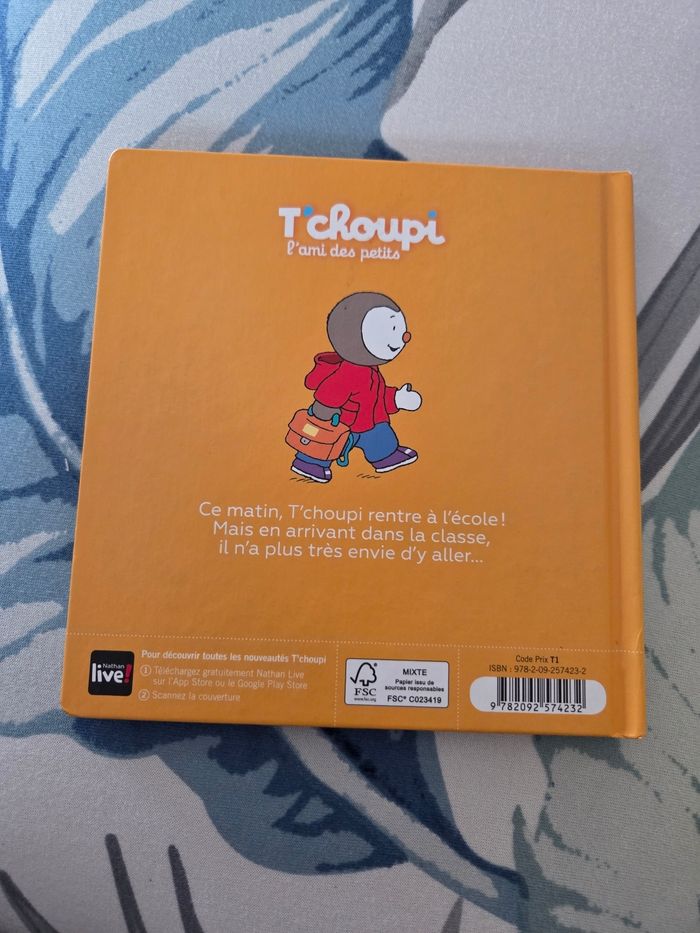 T'choupi
l'ami des petits
Ce matin, T'choupi rentre à l'école !
Mais en arrivant dans la classe,
il n'a plus très envie d'y aller...
Nathan
live!
Pour découvrir toutes les nouveautés T'choupi
1 Téléchargez gratuitement Nathan Live
sur l'App Store ou le Google Play Store
2 Scannez la couverture
FSC
www.fsc.org
MIXTE
Papier issu de
sources responsables
FSC® C023419
Code Prix T1
ISBN : 978-2-09-257423-2
9 782092 574232